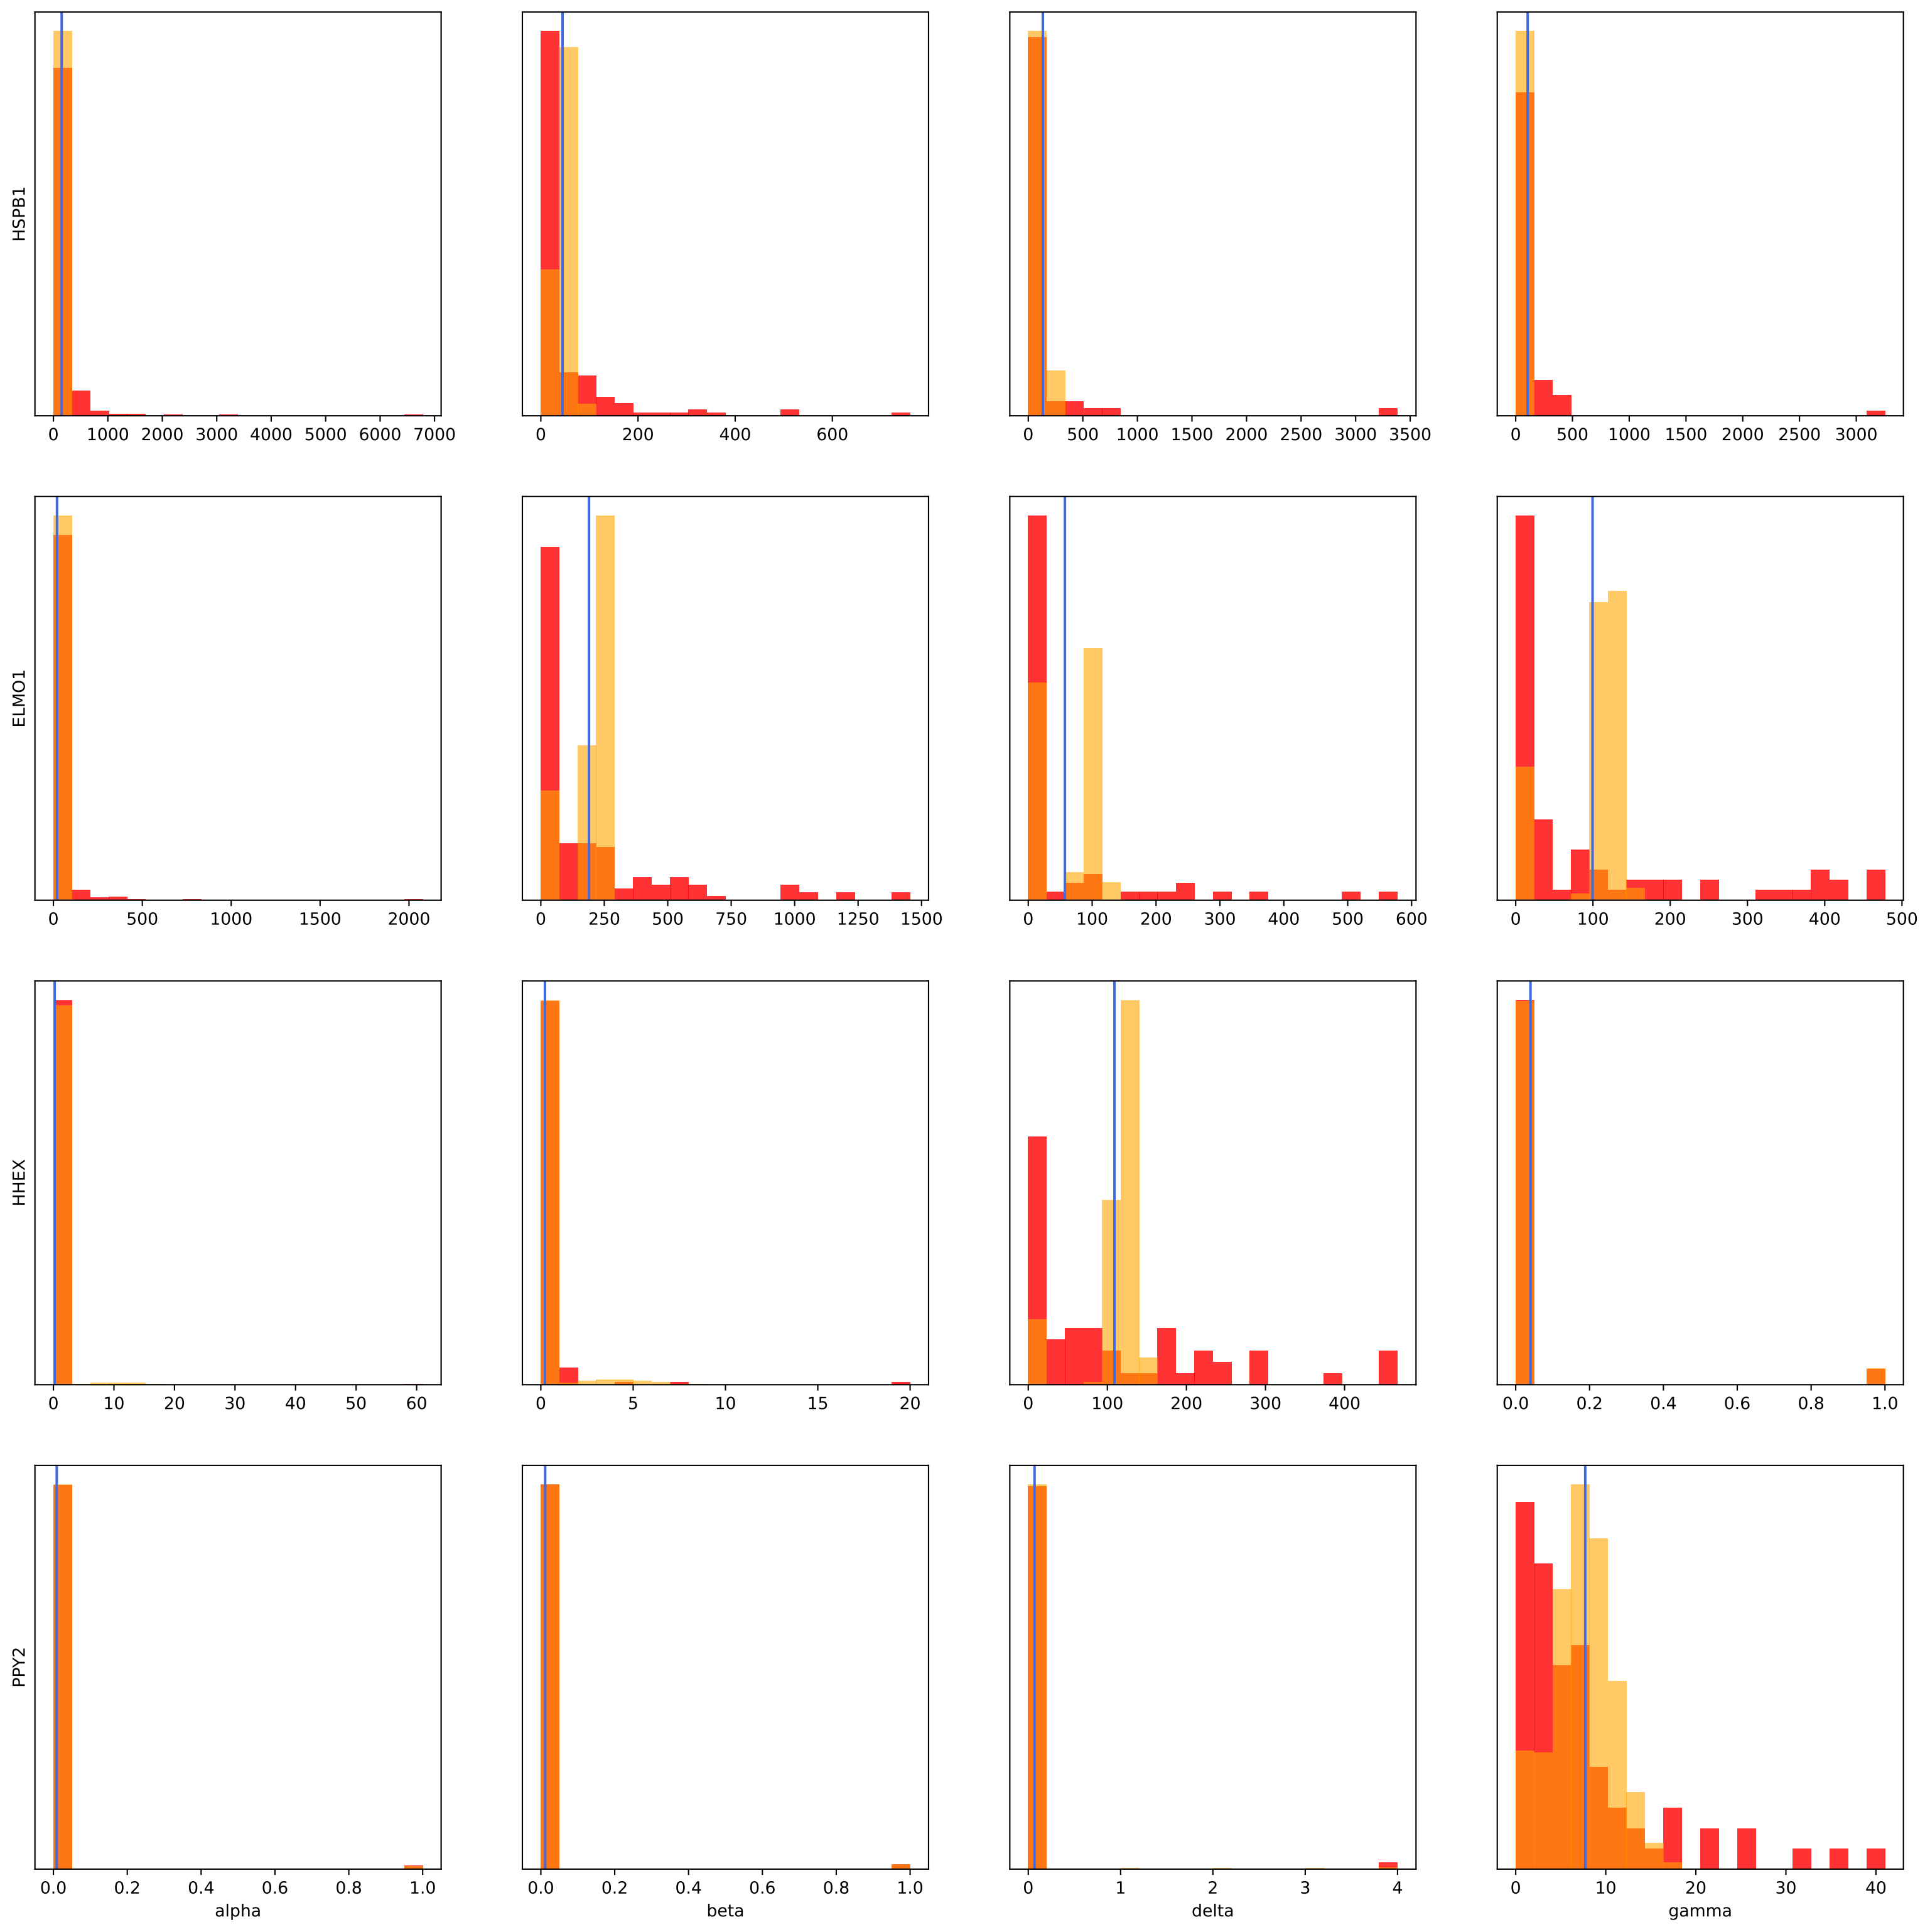 HSPB1
0 1000 2000 3000 4000 5000 6000 7000
0 200 400 600
0 500 1000 1500 2000 2500 3000 3500
0 500 1000 1500 2000 2500 3000
ELMO1
0 500 1000 1500 2000
0 250 500 750 1000 1250 1500
0 100 200 300 400 500 600
0 100 200 300 400 500
HHEX
0 10 20 30 40 50 60
0 5 10 15 20
0 100 200 300 400
0.0 0.2 0.4 0.6 0.8 1.0
PPY2
0.0 0.2 0.4 0.6 0.8 1.0
alpha
0.0 0.2 0.4 0.6 0.8 1.0
beta
0 1 2 3 4
delta
0 10 20 30 40
gamma